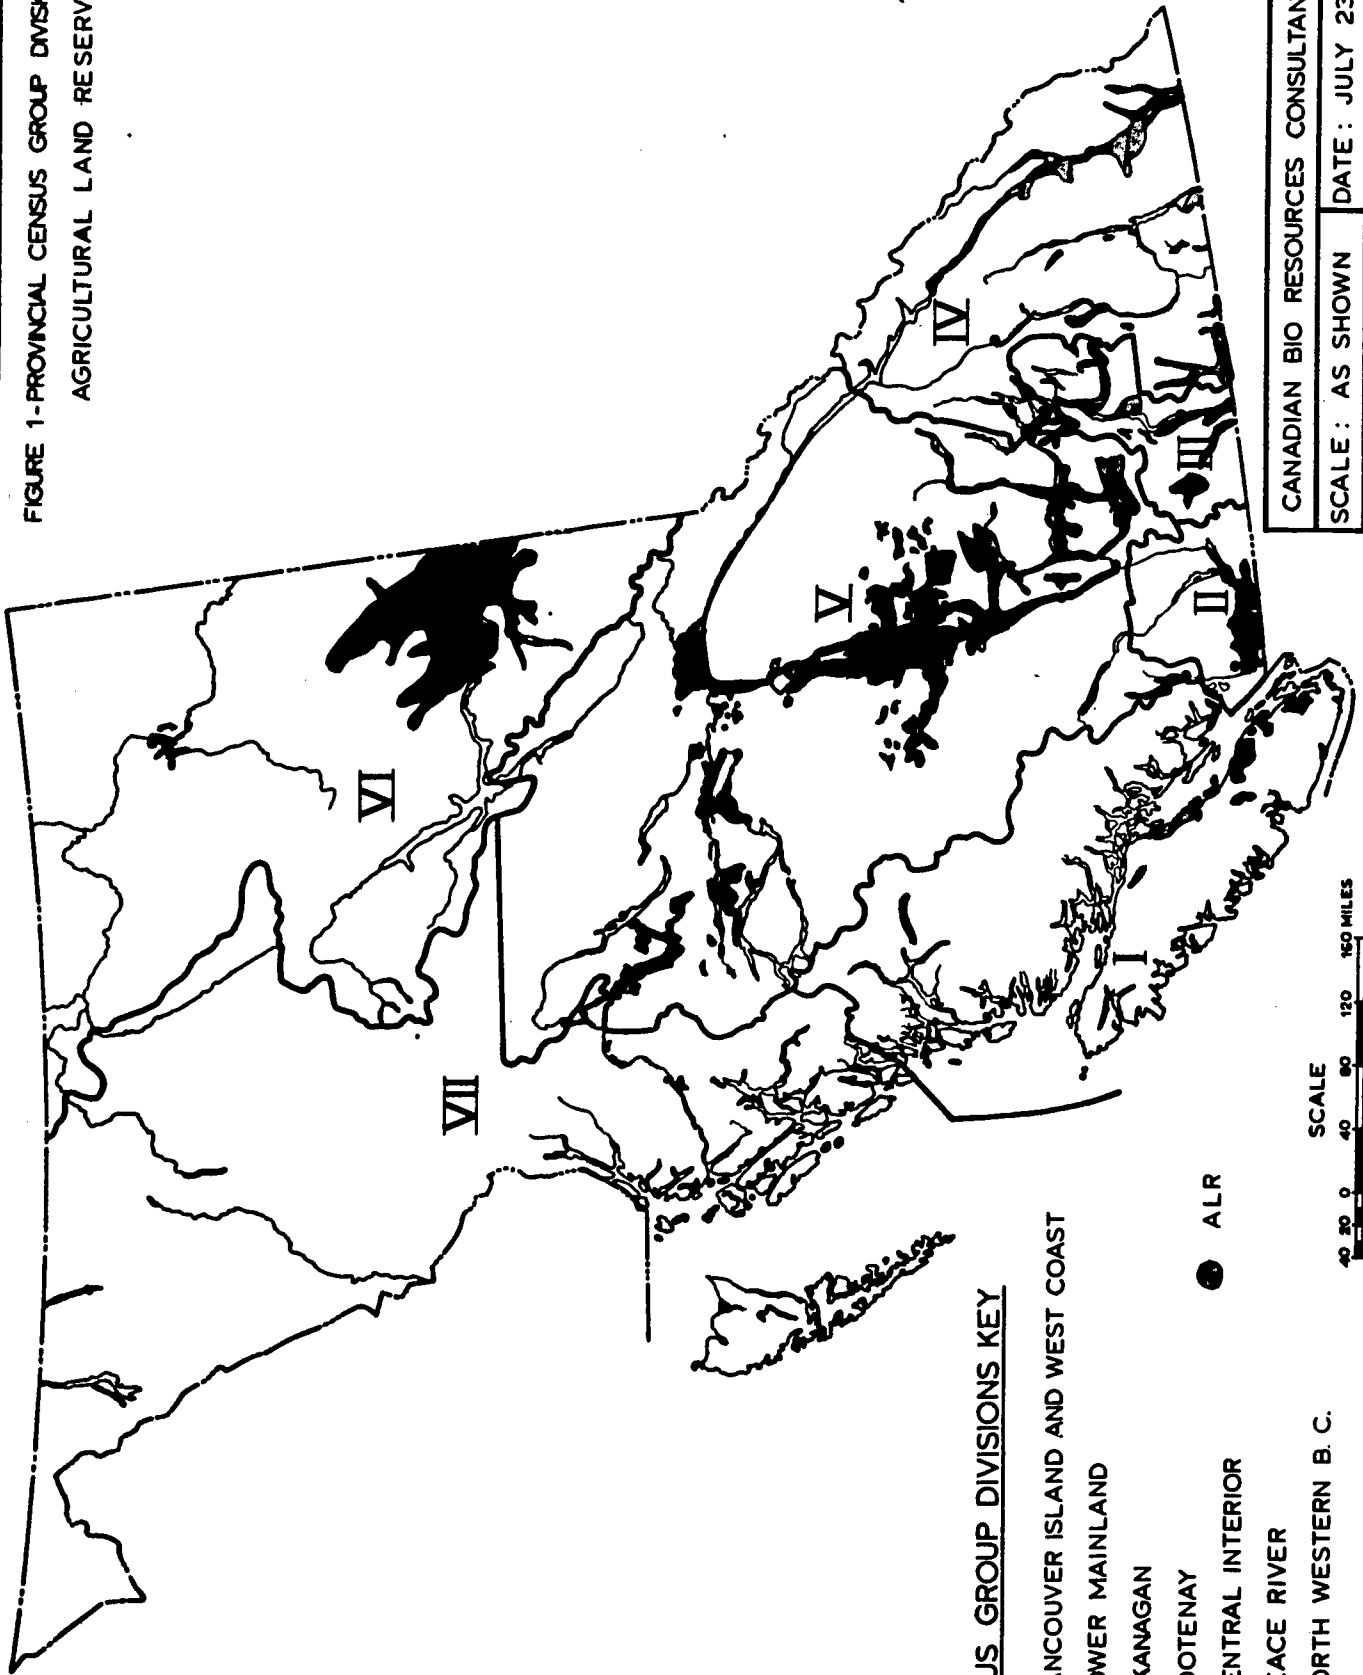 FIGURE 1-PROVINCIAL CENSUS GROUP DIVISI
AGRICULTURAL LAND RESERV
VI
VII
V
IV
III
II
I
US GROUP DIVISIONS KEY
ANCOUVER ISLAND AND WEST COAST
OWER MAINLAND
KANAGAN
OOTENAY
ENTRAL INTERIOR
EACE RIVER
ORTH WESTERN B. C.
ALR
SCALE
40 20 0 40 80 120 160 MILES
CANADIAN BIO RESOURCES CONSULTAN
SCALE: AS SHOWN DATE: JULY 23